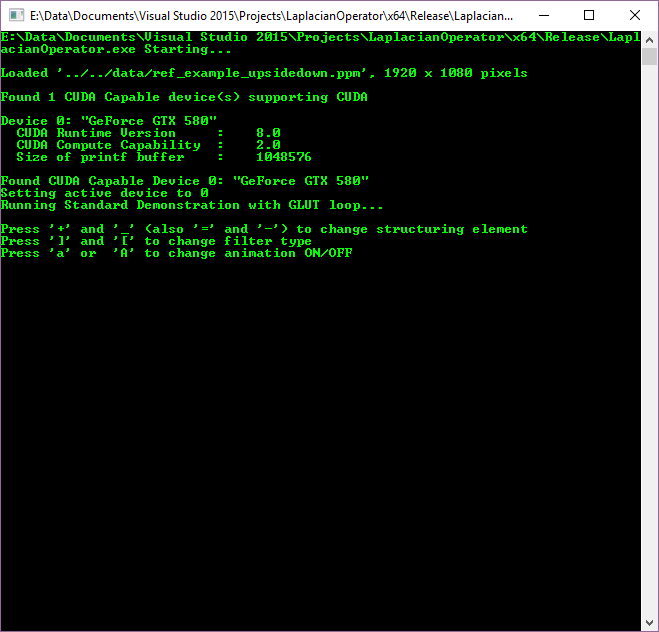 E:\Data\Documents\Visual Studio 2015\Projects\LaplacianOperator\x64\Release\Laplacian...
E:\Data\Documents\Visual Studio 2015\Projects\LaplacianOperator\x64\Release\Lapl
acianOperator.exe Starting...
Loaded '../../data/ref_example_upsidedown.ppm', 1920 x 1080 pixels
Found 1 CUDA Capable device(s) supporting CUDA
Device 0: "GeForce GTX 580"
  CUDA Runtime Version     :    8.0
  CUDA Compute Capability  :    2.0
  Size of printf buffer    :    1048576
Found CUDA Capable Device 0: "GeForce GTX 580"
Setting active device to 0
Running Standard Demonstration with GLUT loop...
Press '+' and '_' (also '=' and '-') to change structuring element
Press ']' and '[' to change filter type
Press 'a' or  'A' to change animation ON/OFF